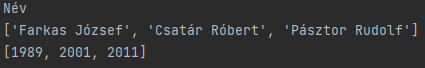 Név
['Farkas József', 'Csatár Róbert', 'Pásztor Rudolf']
[1989, 2001, 2011]